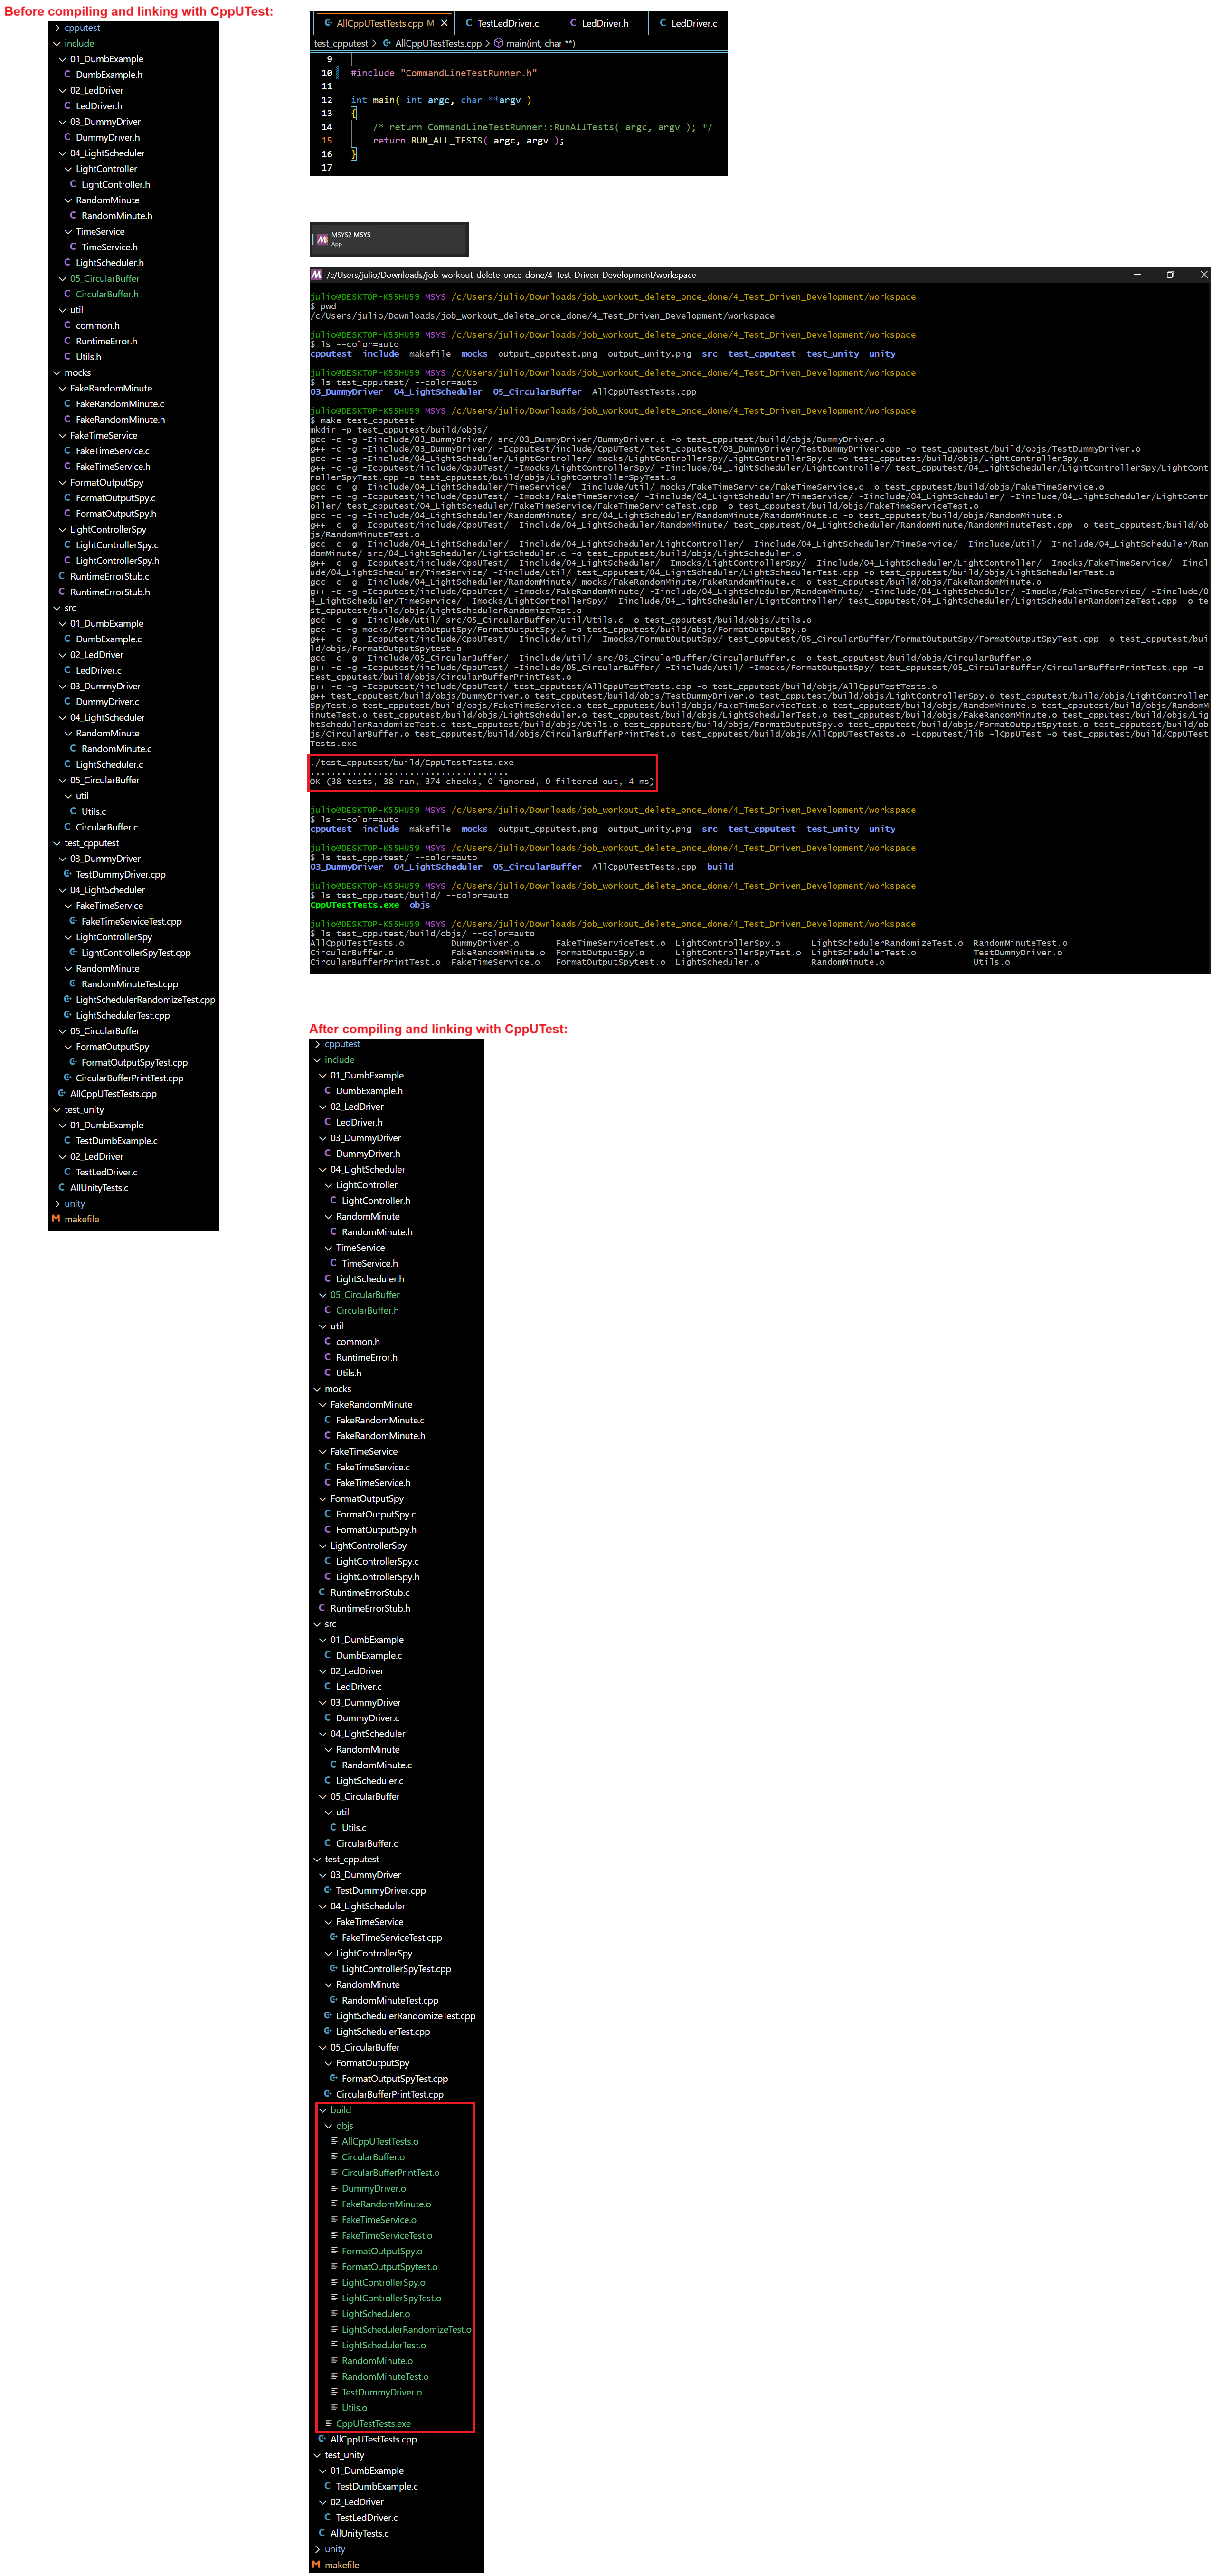 Before compiling and linking with CppUTest:
cpputest
include
01_DumbExample
DumbExample.h
02_LedDriver
LedDriver.h
03_DummyDriver
DummyDriver.h
04_LightScheduler
LightController
LightController.h
RandomMinute
RandomMinute.h
TimeService
TimeService.h
LightScheduler.h
05_CircularBuffer
CircularBuffer.h
util
common.h
RuntimeError.h
Utils.h
mocks
FakeRandomMinute
FakeRandomMinute.c
FakeRandomMinute.h
FakeTimeService
FakeTimeService.c
FakeTimeService.h
FormatOutputSpy
FormatOutputSpy.c
FormatOutputSpy.h
LightControllerSpy
LightControllerSpy.c
LightControllerSpy.h
RuntimeErrorStub.c
RuntimeErrorStub.h
src
01_DumbExample
DumbExample.c
02_LedDriver
LedDriver.c
03_DummyDriver
DummyDriver.c
04_LightScheduler
RandomMinute
RandomMinute.c
LightScheduler.c
05_CircularBuffer
util
Utils.c
CircularBuffer.c
test_cpputest
03_DummyDriver
TestDummyDriver.cpp
04_LightScheduler
FakeTimeService
FakeTimeServiceTest.cpp
LightControllerSpy
LightControllerSpyTest.cpp
RandomMinute
RandomMinuteTest.cpp
LightSchedulerRandomizeTest.cpp
LightSchedulerTest.cpp
05_CircularBuffer
FormatOutputSpy
FormatOutputSpyTest.cpp
CircularBufferPrintTest.cpp
AllCppUTestTests.cpp
test_unity
01_DumbExample
TestDumbExample.c
02_LedDriver
TestLedDriver.c
AllUnityTests.c
unity
makefile
AllCppUTestTests.cpp M TestLedDriver.c LedDriver.h LedDriver.c
test_cpputest > AllCppUTestTests.cpp > main(int, char **)
9
10 #include "CommandLineTestRunner.h"
11
12 int main( int argc, char **argv )
13 {
14 /* return CommandLineTestRunner::RunAllTests( argc, argv ); */
15 return RUN_ALL_TESTS( argc, argv );
16 }
17
MSYS2 MSYS
App
/c/Users/julio/Downloads/job_workout_delete_once_done/4_Test_Driven_Development/workspace
julio@DESKTOP-K55HU59 MSYS /c/Users/julio/Downloads/job_workout_delete_once_done/4_Test_Driven_Development/workspace
$ pwd
/c/Users/julio/Downloads/job_workout_delete_once_done/4_Test_Driven_Development/workspace
julio@DESKTOP-K55HU59 MSYS /c/Users/julio/Downloads/job_workout_delete_once_done/4_Test_Driven_Development/workspace
$ ls --color=auto
cpputest include makefile mocks output_cpputest.png output_unity.png src test_cpputest test_unity unity
julio@DESKTOP-K55HU59 MSYS /c/Users/julio/Downloads/job_workout_delete_once_done/4_Test_Driven_Development/workspace
$ ls test_cpputest/ --color=auto
03_DummyDriver 04_LightScheduler 05_CircularBuffer AllCppUTestTests.cpp
julio@DESKTOP-K55HU59 MSYS /c/Users/julio/Downloads/job_workout_delete_once_done/4_Test_Driven_Development/workspace
$ make test_cpputest
mkdir -p test_cpputest/build/objs/
gcc -c -g -Iinclude/03_DummyDriver/ src/03_DummyDriver/DummyDriver.c -o test_cpputest/build/objs/DummyDriver.o
g++ -c -g -Iinclude/03_DummyDriver/ -Icpputest/include/CppUTest/ test_cpputest/03_DummyDriver/TestDummyDriver.cpp -o test_cpputest/build/objs/TestDummyDriver.o
gcc -c -g -Iinclude/04_LightScheduler/LightController/ mocks/LightControllerSpy/LightControllerSpy.c -o test_cpputest/build/objs/LightControllerSpy.o
g++ -c -g -Icpputest/include/CppUTest/ -Imocks/LightControllerSpy/ -Iinclude/04_LightScheduler/LightController/ test_cpputest/04_LightScheduler/LightControllerSpy/LightCont
rollerSpyTest.cpp -o test_cpputest/build/objs/LightControllerSpyTest.o
gcc -c -g -Iinclude/04_LightScheduler/TimeService/ -Iinclude/util/ mocks/FakeTimeService/FakeTimeService.c -o test_cpputest/build/objs/FakeTimeService.o
g++ -c -g -Icpputest/include/CppUTest/ -Imocks/FakeTimeService/ -Iinclude/04_LightScheduler/TimeService/ -Iinclude/04_LightScheduler/ -Iinclude/04_LightScheduler/LightContr
oller/ test_cpputest/04_LightScheduler/FakeTimeService/FakeTimeServiceTest.cpp -o test_cpputest/build/objs/FakeTimeServiceTest.o
gcc -c -g -Iinclude/04_LightScheduler/RandomMinute/ src/04_LightScheduler/RandomMinute/RandomMinute.c -o test_cpputest/build/objs/RandomMinute.o
g++ -c -g -Icpputest/include/CppUTest/ -Iinclude/04_LightScheduler/RandomMinute/ test_cpputest/04_LightScheduler/RandomMinute/RandomMinuteTest.cpp -o test_cpputest/build/ob
js/RandomMinuteTest.o
gcc -c -g -Iinclude/04_LightScheduler/ -Iinclude/04_LightScheduler/LightController/ -Iinclude/04_LightScheduler/TimeService/ -Iinclude/util/ -Iinclude/04_LightScheduler/Ran
domMinute/ src/04_LightScheduler/LightScheduler.c -o test_cpputest/build/objs/LightScheduler.o
g++ -c -g -Icpputest/include/CppUTest/ -Iinclude/04_LightScheduler/ -Imocks/LightControllerSpy/ -Iinclude/04_LightScheduler/LightController/ -Imocks/FakeTimeService/ -Iincl
ude/04_LightScheduler/TimeService/ -Iinclude/util/ test_cpputest/04_LightScheduler/LightSchedulerTest.cpp -o test_cpputest/build/objs/LightSchedulerTest.o
gcc -c -g -Iinclude/04_LightScheduler/RandomMinute/ mocks/FakeRandomMinute/FakeRandomMinute.c -o test_cpputest/build/objs/FakeRandomMinute.o
g++ -c -g -Icpputest/include/CppUTest/ -Imocks/FakeRandomMinute/ -Iinclude/04_LightScheduler/RandomMinute/ -Iinclude/04_LightScheduler/ -Imocks/FakeTimeService/ -Iinclude/0
4_LightScheduler/TimeService/ -Imocks/LightControllerSpy/ -Iinclude/04_LightScheduler/LightController/ test_cpputest/04_LightScheduler/LightSchedulerRandomizeTest.cpp -o te
st_cpputest/build/objs/LightSchedulerRandomizeTest.o
gcc -c -g -Iinclude/util/ src/05_CircularBuffer/util/Utils.c -o test_cpputest/build/objs/Utils.o
gcc -c -g mocks/FormatOutputSpy/FormatOutputSpy.c -o test_cpputest/build/objs/FormatOutputSpy.o
g++ -c -g -Icpputest/include/CppUTest/ -Iinclude/util/ -Imocks/FormatOutputSpy/ test_cpputest/05_CircularBuffer/FormatOutputSpy/FormatOutputSpyTest.cpp -o test_cpputest/bui
ld/objs/FormatOutputSpytest.o
gcc -c -g -Iinclude/05_CircularBuffer/ -Iinclude/util/ src/05_CircularBuffer/CircularBuffer.c -o test_cpputest/build/objs/CircularBuffer.o
g++ -c -g -Icpputest/include/CppUTest/ -Iinclude/05_CircularBuffer/ -Iinclude/util/ -Imocks/FormatOutputSpy/ test_cpputest/05_CircularBuffer/CircularBufferPrintTest.cpp -o
test_cpputest/build/objs/CircularBufferPrintTest.o
g++ -c -g -Icpputest/include/CppUTest/ test_cpputest/AllCppUTestTests.cpp -o test_cpputest/build/objs/AllCppUTestTests.o
g++ test_cpputest/build/objs/DummyDriver.o test_cpputest/build/objs/TestDummyDriver.o test_cpputest/build/objs/LightControllerSpy.o test_cpputest/build/objs/LightController
SpyTest.o test_cpputest/build/objs/FakeTimeService.o test_cpputest/build/objs/FakeTimeServiceTest.o test_cpputest/build/objs/RandomMinute.o test_cpputest/build/objs/RandomM
inuteTest.o test_cpputest/build/objs/LightScheduler.o test_cpputest/build/objs/LightSchedulerTest.o test_cpputest/build/objs/FakeRandomMinute.o test_cpputest/build/objs/Lig
htSchedulerRandomizeTest.o test_cpputest/build/objs/Utils.o test_cpputest/build/objs/FormatOutputSpy.o test_cpputest/build/objs/FormatOutputSpytest.o test_cpputest/build/ob
js/CircularBuffer.o test_cpputest/build/objs/CircularBufferPrintTest.o test_cpputest/build/objs/AllCppUTestTests.o -Lcpputest/lib -lCppUTest -o test_cpputest/build/CppUTest
Tests.exe
./test_cpputest/build/CppUTestTests.exe
......................................
OK (38 tests, 38 ran, 374 checks, 0 ignored, 0 filtered out, 4 ms)
julio@DESKTOP-K55HU59 MSYS /c/Users/julio/Downloads/job_workout_delete_once_done/4_Test_Driven_Development/workspace
$ ls --color=auto
cpputest include makefile mocks output_cpputest.png output_unity.png src test_cpputest test_unity unity
julio@DESKTOP-K55HU59 MSYS /c/Users/julio/Downloads/job_workout_delete_once_done/4_Test_Driven_Development/workspace
$ ls test_cpputest/ --color=auto
03_DummyDriver 04_LightScheduler 05_CircularBuffer AllCppUTestTests.cpp build
julio@DESKTOP-K55HU59 MSYS /c/Users/julio/Downloads/job_workout_delete_once_done/4_Test_Driven_Development/workspace
$ ls test_cpputest/build/ --color=auto
CppUTestTests.exe objs
julio@DESKTOP-K55HU59 MSYS /c/Users/julio/Downloads/job_workout_delete_once_done/4_Test_Driven_Development/workspace
$ ls test_cpputest/build/objs/ --color=auto
AllCppUTestTests.o DummyDriver.o FakeTimeServiceTest.o LightControllerSpy.o LightSchedulerRandomizeTest.o RandomMinuteTest.o
CircularBuffer.o FakeRandomMinute.o FormatOutputSpy.o LightControllerSpyTest.o LightSchedulerTest.o TestDummyDriver.o
CircularBufferPrintTest.o FakeTimeService.o FormatOutputSpytest.o LightScheduler.o RandomMinute.o Utils.o
After compiling and linking with CppUTest:
cpputest
include
01_DumbExample
DumbExample.h
02_LedDriver
LedDriver.h
03_DummyDriver
DummyDriver.h
04_LightScheduler
LightController
LightController.h
RandomMinute
RandomMinute.h
TimeService
TimeService.h
LightScheduler.h
05_CircularBuffer
CircularBuffer.h
util
common.h
RuntimeError.h
Utils.h
mocks
FakeRandomMinute
FakeRandomMinute.c
FakeRandomMinute.h
FakeTimeService
FakeTimeService.c
FakeTimeService.h
FormatOutputSpy
FormatOutputSpy.c
FormatOutputSpy.h
LightControllerSpy
LightControllerSpy.c
LightControllerSpy.h
RuntimeErrorStub.c
RuntimeErrorStub.h
src
01_DumbExample
DumbExample.c
02_LedDriver
LedDriver.c
03_DummyDriver
DummyDriver.c
04_LightScheduler
RandomMinute
RandomMinute.c
LightScheduler.c
05_CircularBuffer
util
Utils.c
CircularBuffer.c
test_cpputest
03_DummyDriver
TestDummyDriver.cpp
04_LightScheduler
FakeTimeService
FakeTimeServiceTest.cpp
LightControllerSpy
LightControllerSpyTest.cpp
RandomMinute
RandomMinuteTest.cpp
LightSchedulerRandomizeTest.cpp
LightSchedulerTest.cpp
05_CircularBuffer
FormatOutputSpy
FormatOutputSpyTest.cpp
CircularBufferPrintTest.cpp
build
objs
AllCppUTestTests.o
CircularBuffer.o
CircularBufferPrintTest.o
DummyDriver.o
FakeRandomMinute.o
FakeTimeService.o
FakeTimeServiceTest.o
FormatOutputSpy.o
FormatOutputSpytest.o
LightControllerSpy.o
LightControllerSpyTest.o
LightScheduler.o
LightSchedulerRandomizeTest.o
LightSchedulerTest.o
RandomMinute.o
RandomMinuteTest.o
TestDummyDriver.o
Utils.o
CppUTestTests.exe
AllCppUTestTests.cpp
test_unity
01_DumbExample
TestDumbExample.c
02_LedDriver
TestLedDriver.c
AllUnityTests.c
unity
makefile